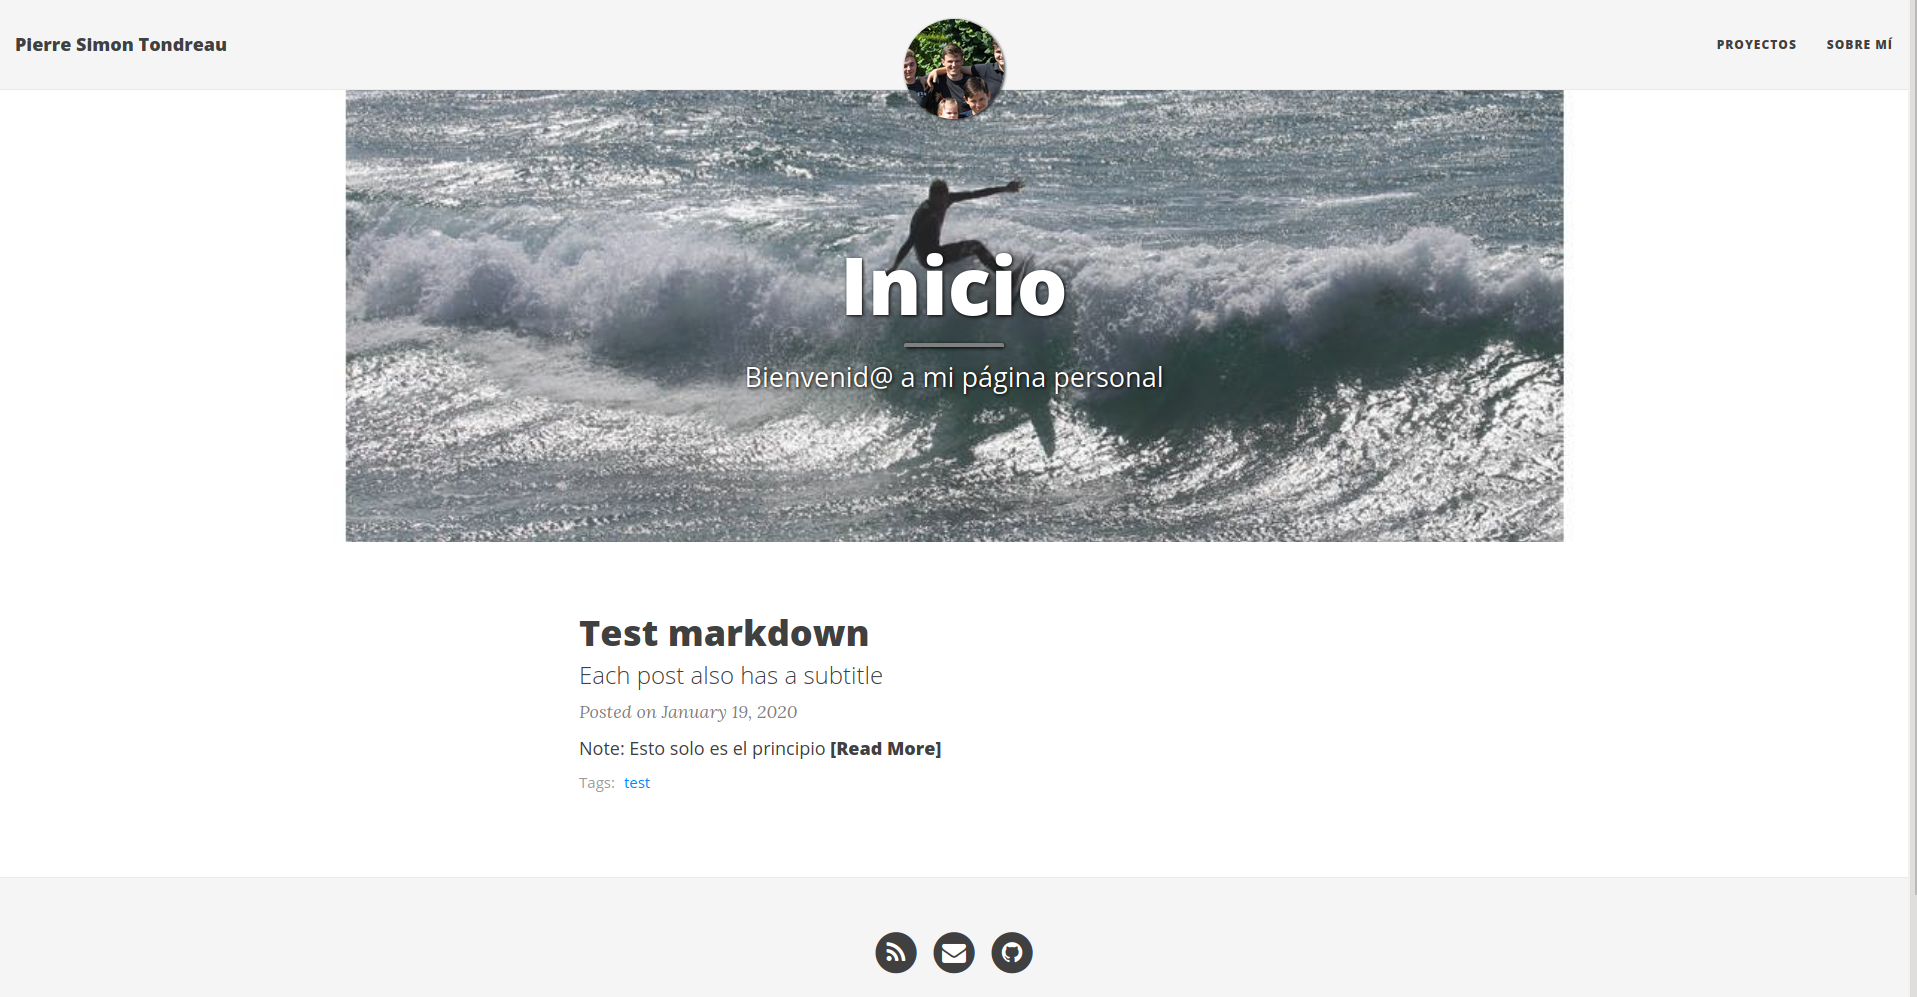 Pierre Simon Tondreau
PROYECTOS
SOBRE MÍ
Inicio
Bienvenid@ a mi página personal
Test markdown
Each post also has a subtitle
Posted on January 19, 2020
Note: Esto solo es el principio [Read More]
Tags: test